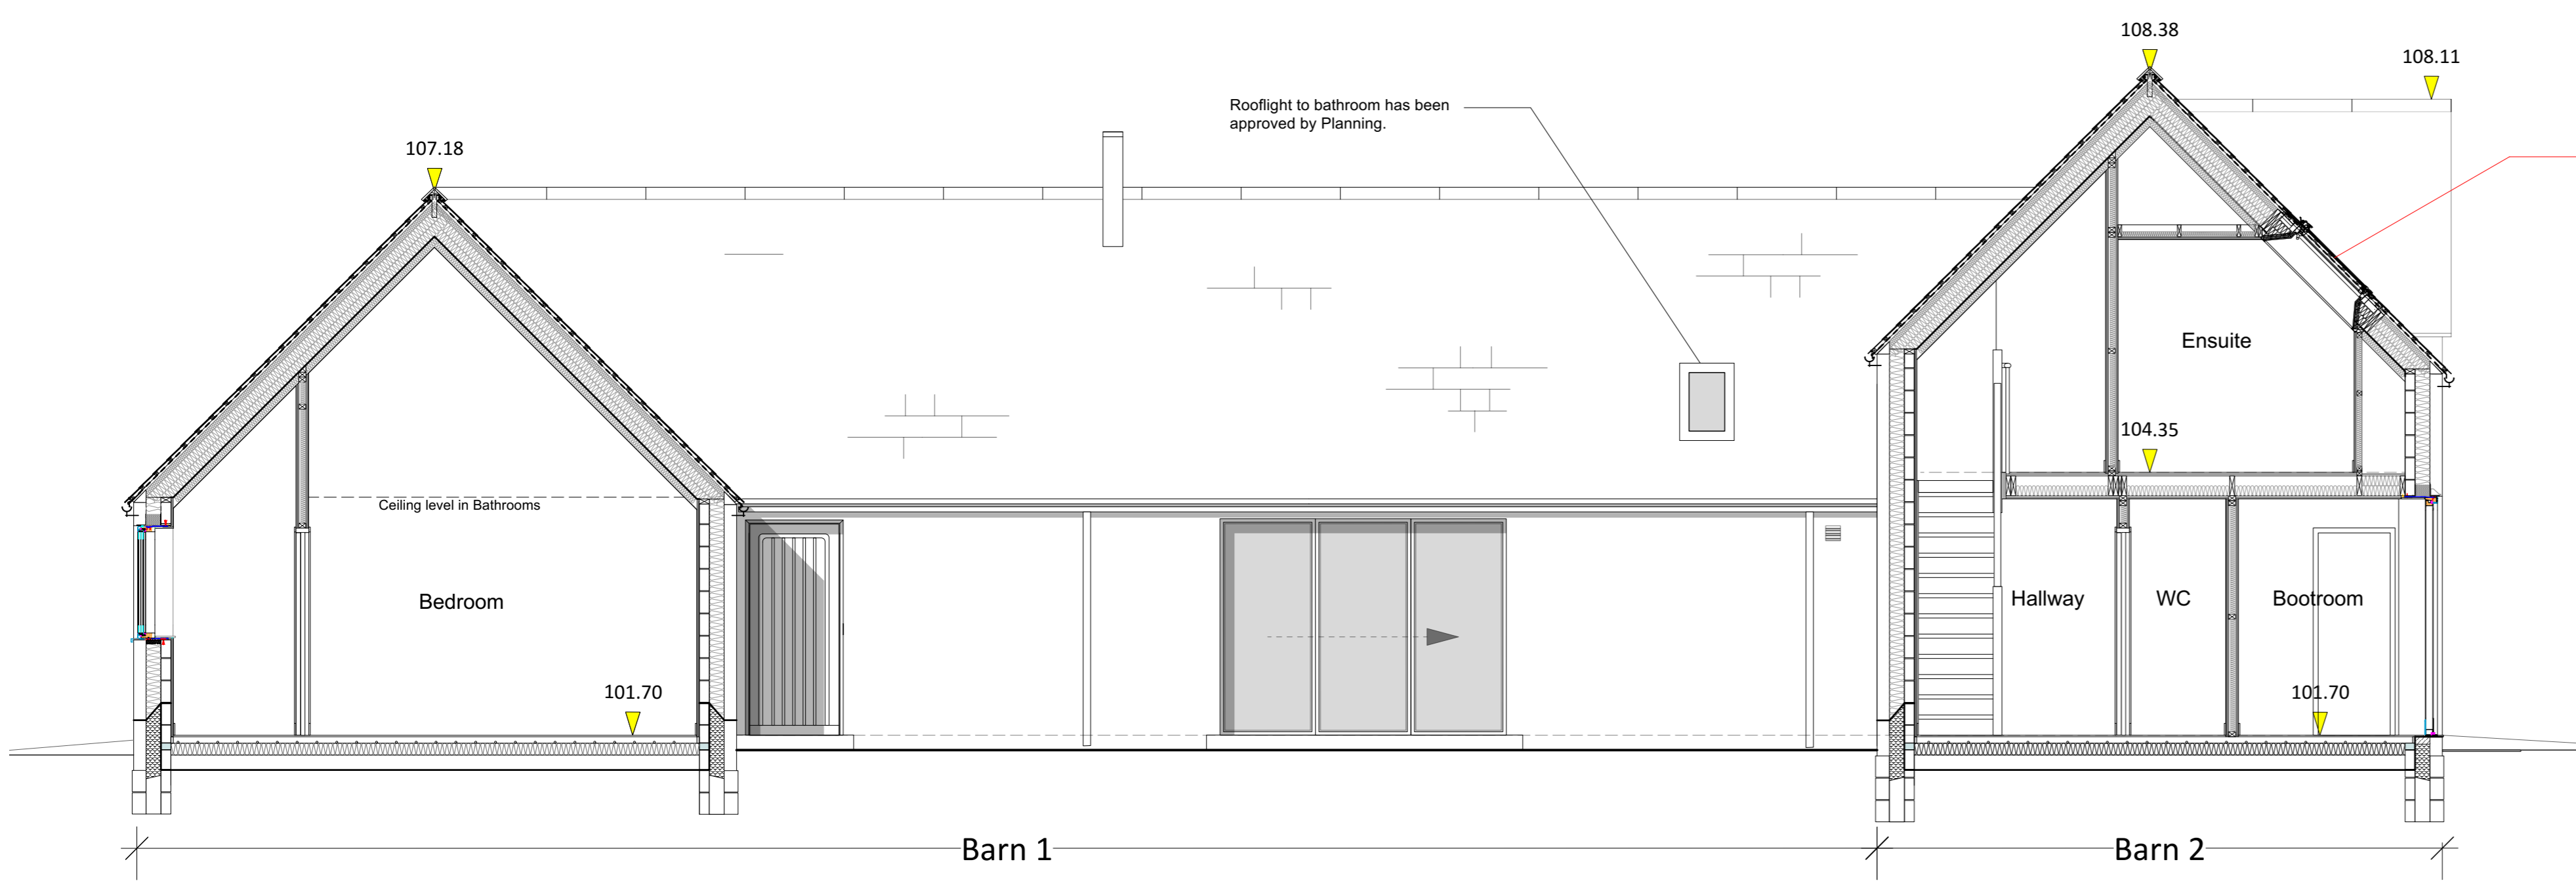 108.38
108.11
Rooflight to bathroom has been
approved by Planning.
107.18
Ensuite
104.35
Ceiling level in Bathrooms
Bedroom
Hallway
WC
Bootroom
101.70
101.70
Barn 1
Barn 2